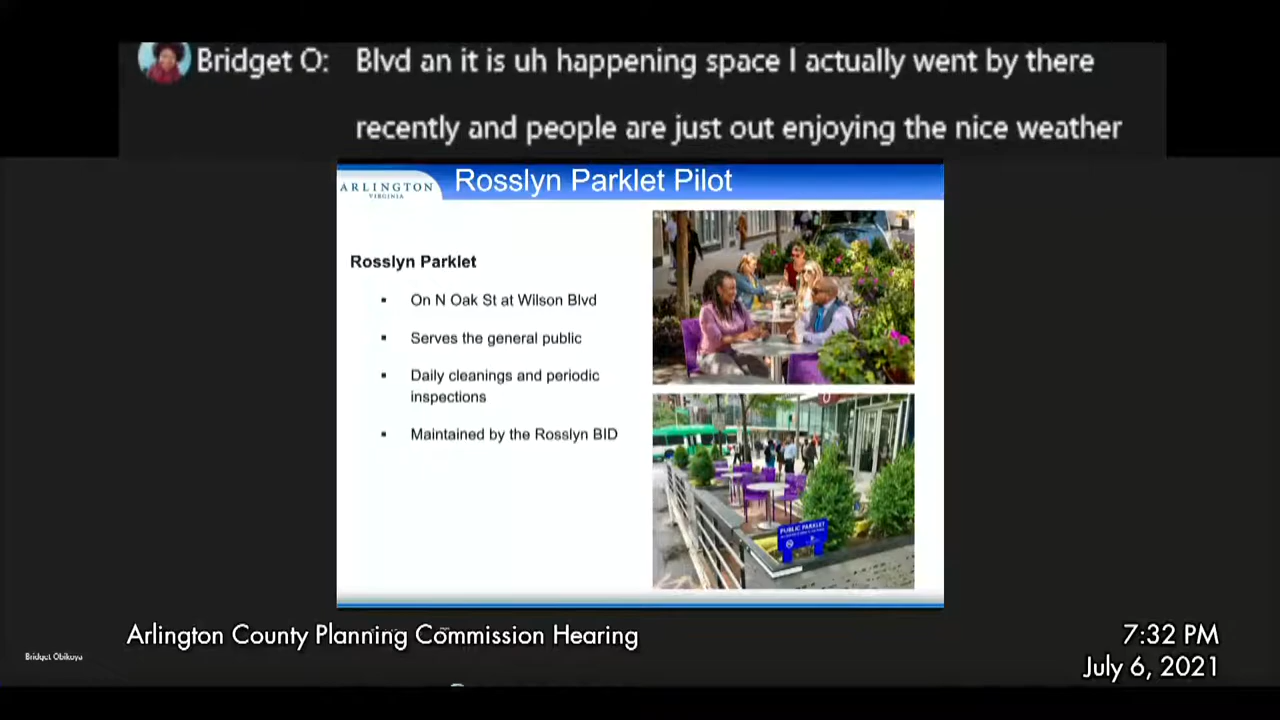 Bridget O: Blvd an it is uh happening space I actually went by there
recently and people are just out enjoying the nice weather
ARLINGTON
VIRGINIA
Rosslyn Parklet Pilot
Rosslyn Parklet
▪ On N Oak St at Wilson Blvd
▪ Serves the general public
▪ Daily cleanings and periodic
inspections
▪ Maintained by the Rosslyn BID
PUBLIC PARKLET
Arlington County Planning Commission Hearing
7:32 PM
Bridget Obikoya
July 6, 2021